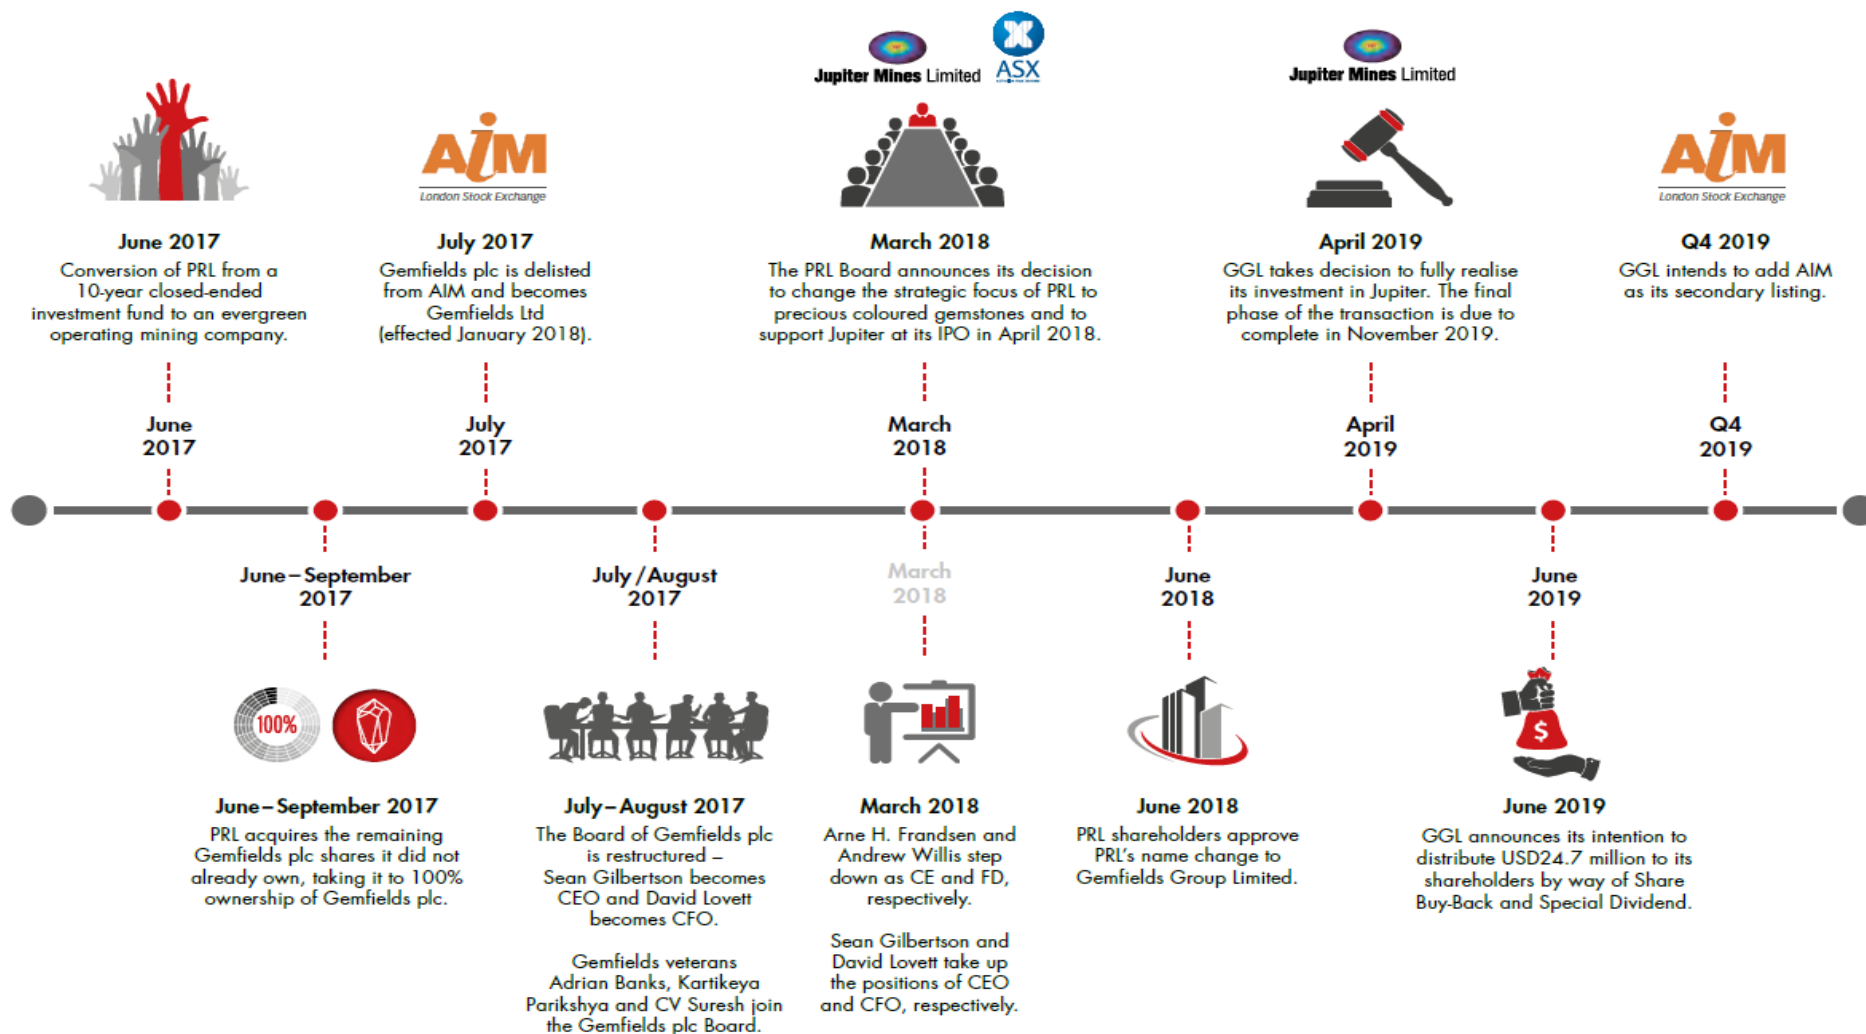 Jupiter Mines Limited
ASX
Jupiter Mines Limited
AiM
London Stock Exchange
AiM
London Stock Exchange
June 2017
Conversion of PRL from a
10-year closed-ended
investment fund to an evergreen
operating mining company.
July 2017
Gemfields plc is delisted
from AIM and becomes
Gemfields Ltd
(effected January 2018).
March 2018
The PRL Board announces its decision
to change the strategic focus of PRL to
precious coloured gemstones and to
support Jupiter at its IPO in April 2018.
April 2019
GGL takes decision to fully realise
its investment in Jupiter. The final
phase of the transaction is due to
complete in November 2019.
Q4 2019
GGL intends to add AIM
as its secondary listing.
June
2017
July
2017
March
2018
April
2019
Q4
2019
June–September
2017
July/August
2017
March
2018
June
2018
June
2019
100%
$
June–September 2017
PRL acquires the remaining
Gemfields plc shares it did not
already own, taking it to 100%
ownership of Gemfields plc.
July–August 2017
The Board of Gemfields plc
is restructured –
Sean Gilbertson becomes
CEO and David Lovett
becomes CFO.
Gemfields veterans
Adrian Banks, Kartikeya
Parikshya and CV Suresh join
the Gemfields plc Board.
March 2018
Arne H. Frandsen and
Andrew Willis step
down as CE and FD,
respectively.
Sean Gilbertson and
David Lovett take up
the positions of CEO
and CFO, respectively.
June 2018
PRL shareholders approve
PRL's name change to
Gemfields Group Limited.
June 2019
GGL announces its intention to
distribute USD24.7 million to its
shareholders by way of Share
Buy-Back and Special Dividend.